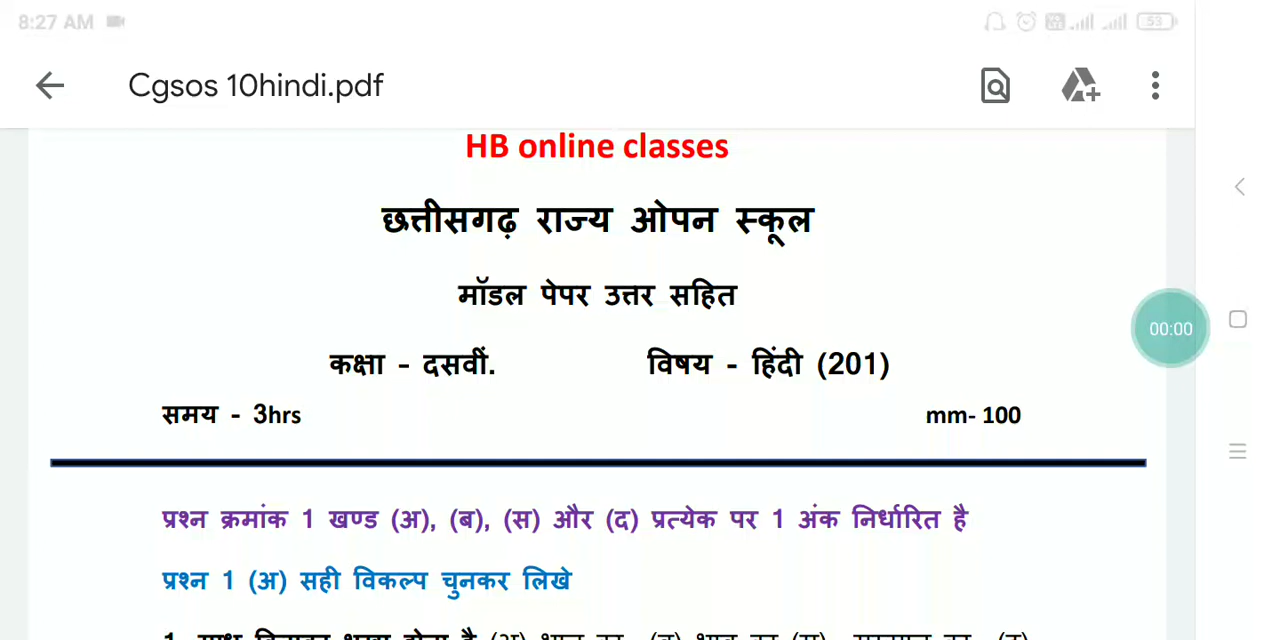 8:27 AM
53
Cgsos 10hindi.pdf
HB online classes
छत्तीसगढ़ राज्य ओपन स्कूल
मॉडल पेपर उत्तर सहित
कक्षा - दसवीं. विषय - हिंदी (201)
00:00
समय - 3hrs mm- 100
प्रश्न क्रमांक 1 खण्ड (अ), (ब), (स) और (द) प्रत्येक पर 1 अंक निर्धारित है
प्रश्न 1 (अ) सही विकल्प चुनकर लिखे